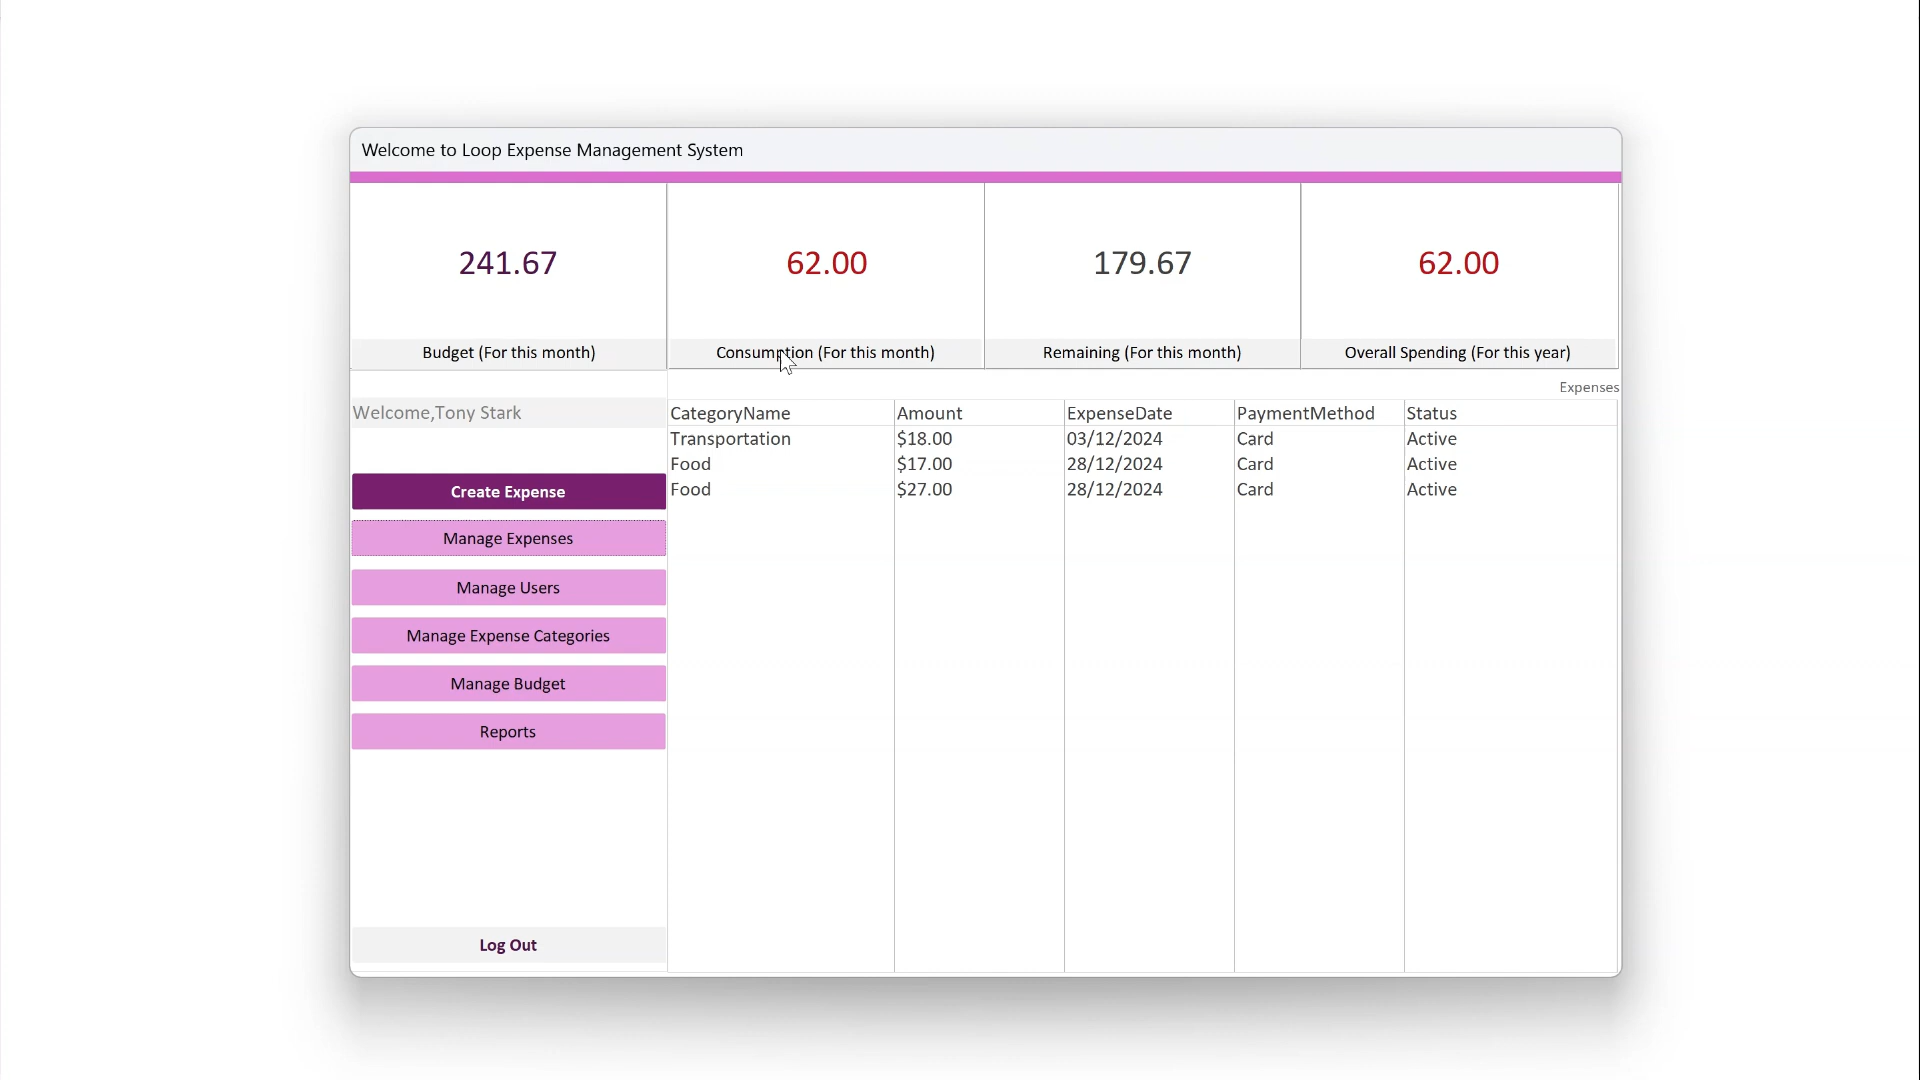 Welcome to Loop Expense Management System
241.67
62.00
179.67
62.00
Budget (For this month)
Consumption (For this month)
Remaining (For this month)
Overall Spending (For this year)
Expenses
Welcome,Tony Stark
CategoryName Amount ExpenseDate PaymentMethod Status
Transportation $18.00 03/12/2024 Card Active
Food $17.00 28/12/2024 Card Active
Food $27.00 28/12/2024 Card Active
Create Expense
Manage Expenses
Manage Users
Manage Expense Categories
Manage Budget
Reports
Log Out